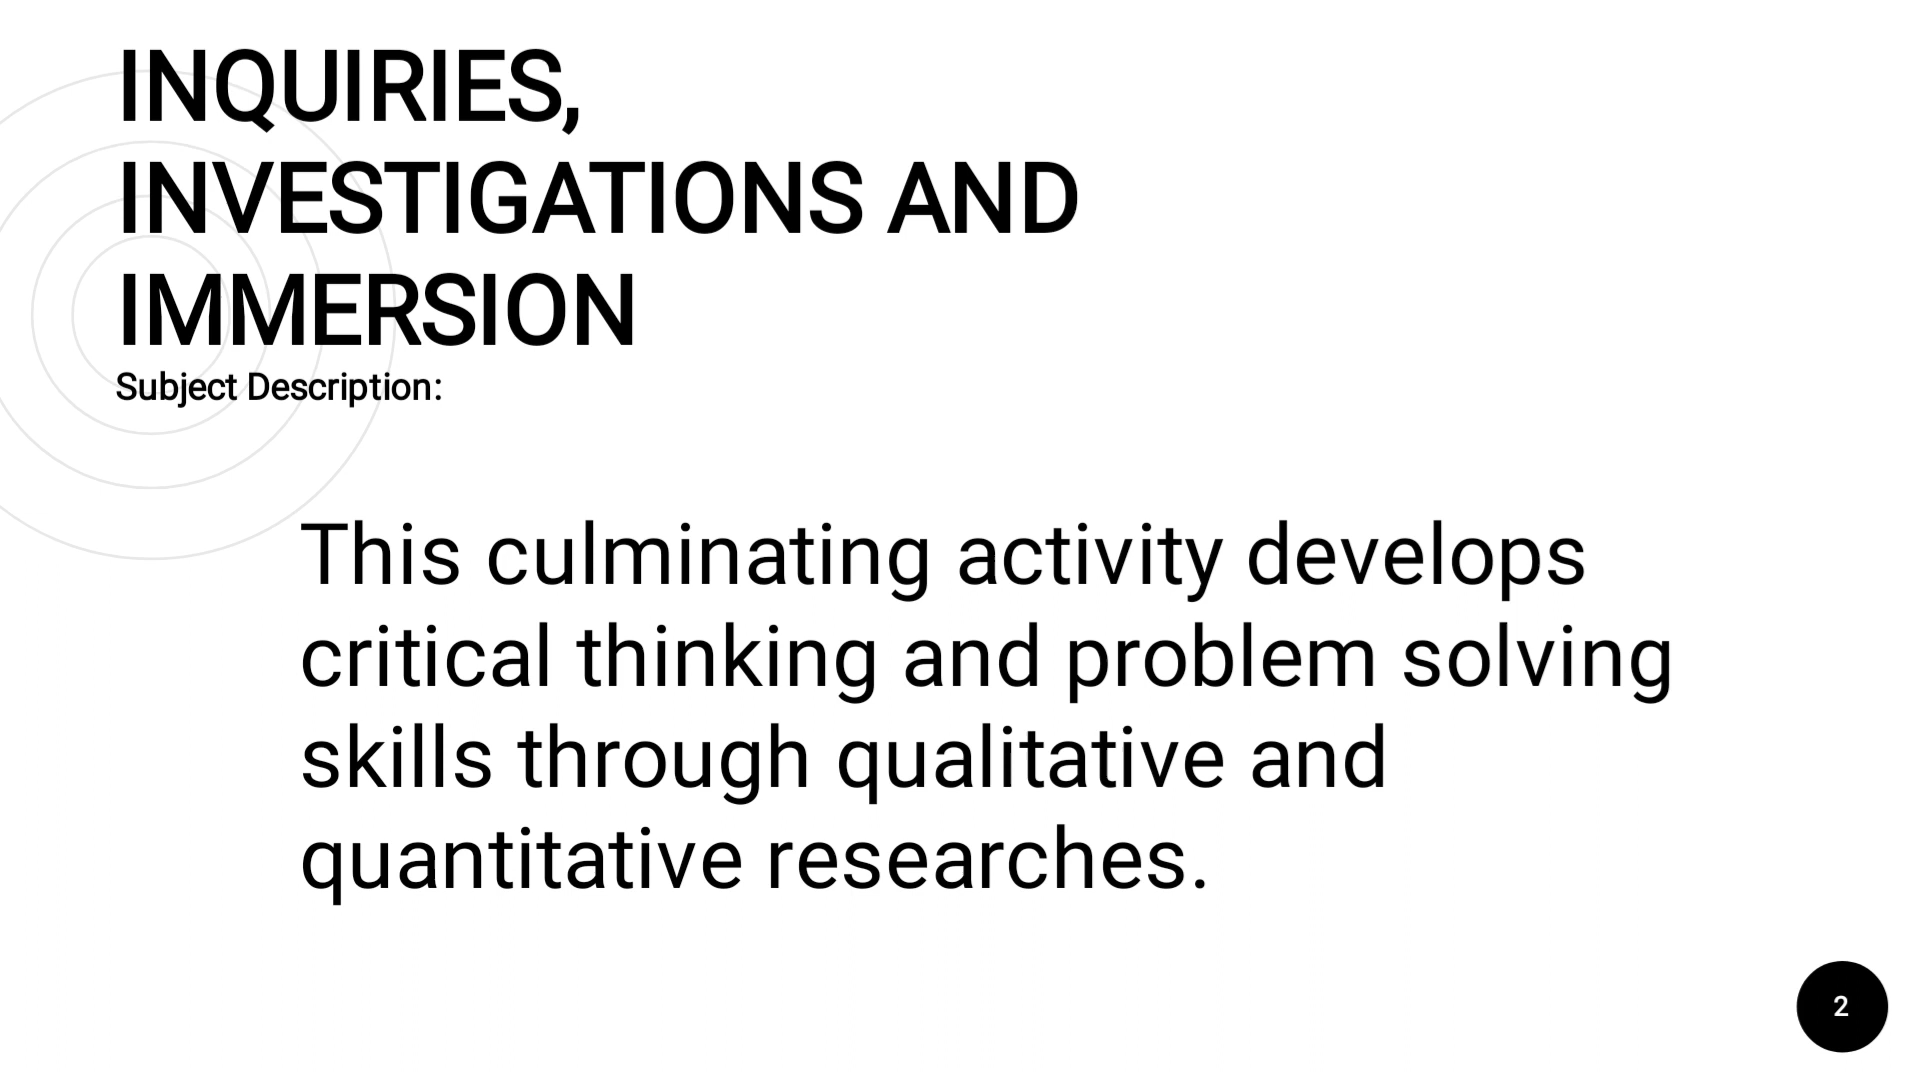 INQUIRIES,
INVESTIGATIONS AND
IMMERSION
Subject Description:
This culminating activity develops
critical thinking and problem solving
skills through qualitative and
quantitative researches.
2